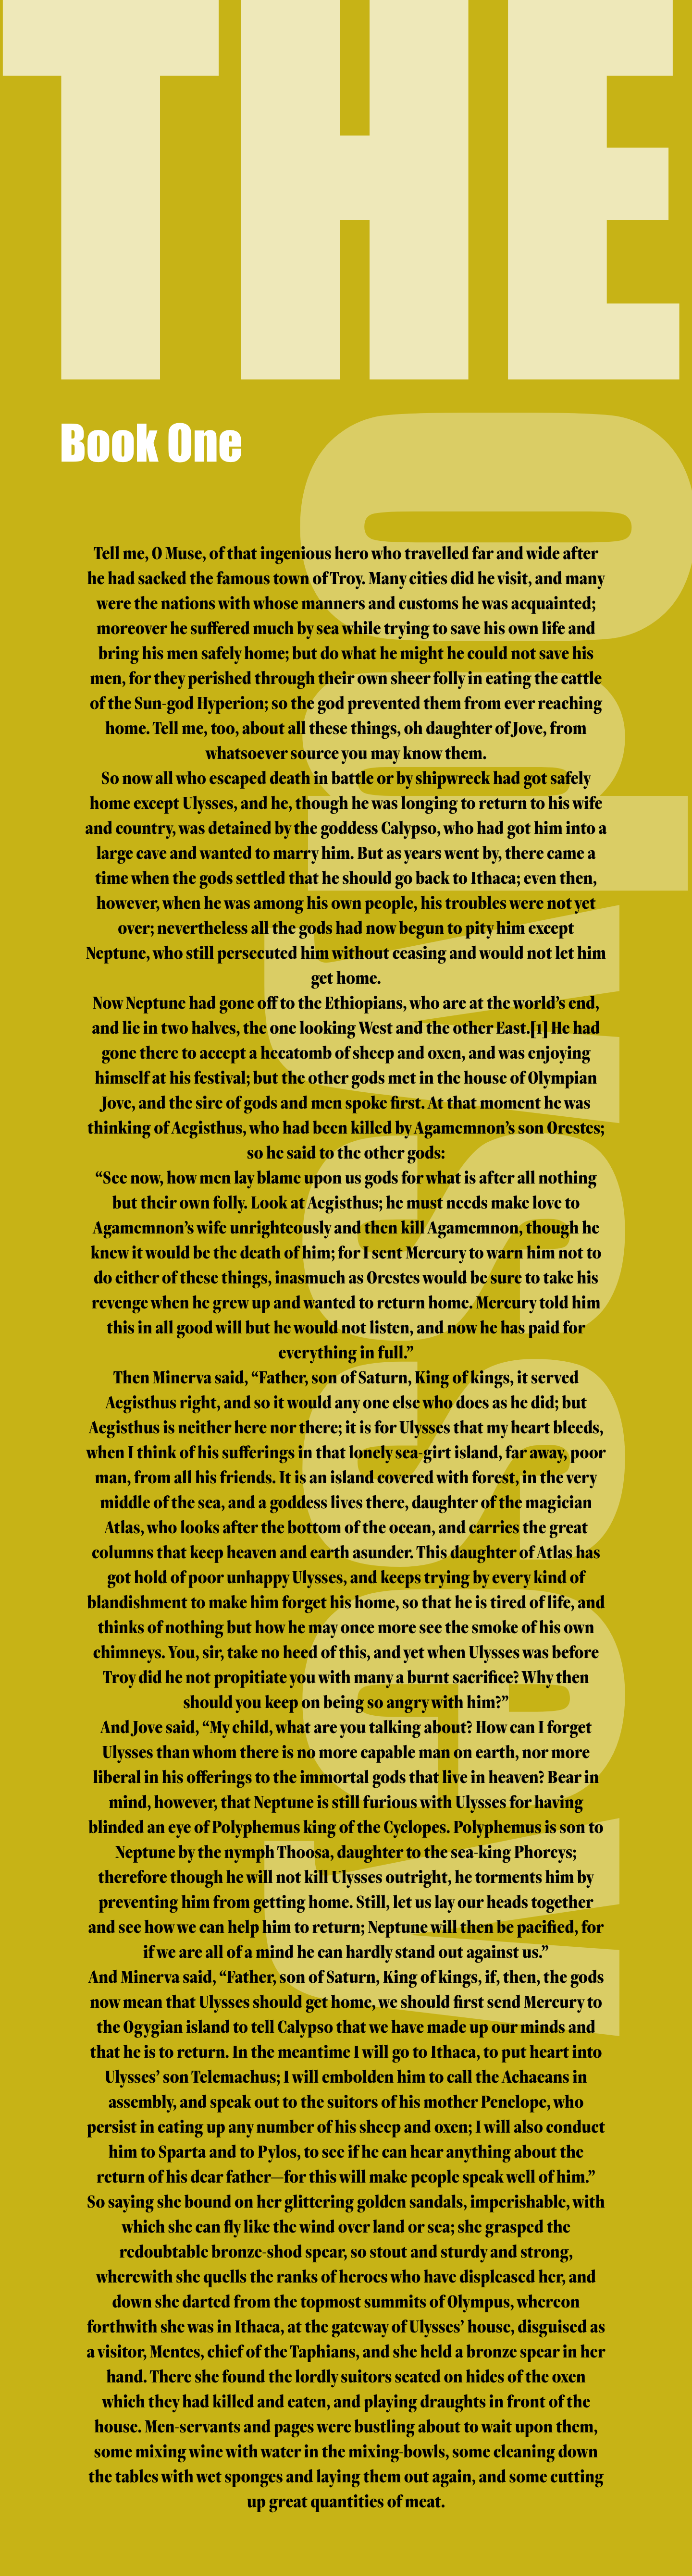 THE
Odyssey
Book One
Tell me, O Muse, of that ingenious hero who travelled far and wide after
he had sacked the famous town of Troy. Many cities did he visit, and many
were the nations with whose manners and customs he was acquainted;
moreover he suffered much by sea while trying to save his own life and
bring his men safely home; but do what he might he could not save his
men, for they perished through their own sheer folly in eating the cattle
of the Sun-god Hyperion; so the god prevented them from ever reaching
home. Tell me, too, about all these things, oh daughter of Jove, from
whatsoever source you may know them.
So now all who escaped death in battle or by shipwreck had got safely
home except Ulysses, and he, though he was longing to return to his wife
and country, was detained by the goddess Calypso, who had got him into a
large cave and wanted to marry him. But as years went by, there came a
time when the gods settled that he should go back to Ithaca; even then,
however, when he was among his own people, his troubles were not yet
over; nevertheless all the gods had now begun to pity him except
Neptune, who still persecuted him without ceasing and would not let him
get home.
Now Neptune had gone off to the Ethiopians, who are at the world’s end,
and lie in two halves, the one looking West and the other East.[1] He had
gone there to accept a hecatomb of sheep and oxen, and was enjoying
himself at his festival; but the other gods met in the house of Olympian
Jove, and the sire of gods and men spoke first. At that moment he was
thinking of Aegisthus, who had been killed by Agamemnon’s son Orestes;
so he said to the other gods:
“See now, how men lay blame upon us gods for what is after all nothing
but their own folly. Look at Aegisthus; he must needs make love to
Agamemnon’s wife unrighteously and then kill Agamemnon, though he
knew it would be the death of him; for I sent Mercury to warn him not to
do either of these things, inasmuch as Orestes would be sure to take his
revenge when he grew up and wanted to return home. Mercury told him
this in all good will but he would not listen, and now he has paid for
everything in full.”
Then Minerva said, “Father, son of Saturn, King of kings, it served
Aegisthus right, and so it would any one else who does as he did; but
Aegisthus is neither here nor there; it is for Ulysses that my heart bleeds,
when I think of his sufferings in that lonely sea-girt island, far away, poor
man, from all his friends. It is an island covered with forest, in the very
middle of the sea, and a goddess lives there, daughter of the magician
Atlas, who looks after the bottom of the ocean, and carries the great
columns that keep heaven and earth asunder. This daughter of Atlas has
got hold of poor unhappy Ulysses, and keeps trying by every kind of
blandishment to make him forget his home, so that he is tired of life, and
thinks of nothing but how he may once more see the smoke of his own
chimneys. You, sir, take no heed of this, and yet when Ulysses was before
Troy did he not propitiate you with many a burnt sacrifice? Why then
should you keep on being so angry with him?”
And Jove said, “My child, what are you talking about? How can I forget
Ulysses than whom there is no more capable man on earth, nor more
liberal in his offerings to the immortal gods that live in heaven? Bear in
mind, however, that Neptune is still furious with Ulysses for having
blinded an eye of Polyphemus king of the Cyclopes. Polyphemus is son to
Neptune by the nymph Thoosa, daughter to the sea-king Phorcys;
therefore though he will not kill Ulysses outright, he torments him by
preventing him from getting home. Still, let us lay our heads together
and see how we can help him to return; Neptune will then be pacified, for
if we are all of a mind he can hardly stand out against us.”
And Minerva said, “Father, son of Saturn, King of kings, if, then, the gods
now mean that Ulysses should get home, we should first send Mercury to
the Ogygian island to tell Calypso that we have made up our minds and
that he is to return. In the meantime I will go to Ithaca, to put heart into
Ulysses’ son Telemachus; I will embolden him to call the Achaeans in
assembly, and speak out to the suitors of his mother Penelope, who
persist in eating up any number of his sheep and oxen; I will also conduct
him to Sparta and to Pylos, to see if he can hear anything about the
return of his dear father—for this will make people speak well of him.”
So saying she bound on her glittering golden sandals, imperishable, with
which she can fly like the wind over land or sea; she grasped the
redoubtable bronze-shod spear, so stout and sturdy and strong,
wherewith she quells the ranks of heroes who have displeased her, and
down she darted from the topmost summits of Olympus, whereon
forthwith she was in Ithaca, at the gateway of Ulysses’ house, disguised as
a visitor, Mentes, chief of the Taphians, and she held a bronze spear in her
hand. There she found the lordly suitors seated on hides of the oxen
which they had killed and eaten, and playing draughts in front of the
house. Men-servants and pages were bustling about to wait upon them,
some mixing wine with water in the mixing-bowls, some cleaning down
the tables with wet sponges and laying them out again, and some cutting
up great quantities of meat.